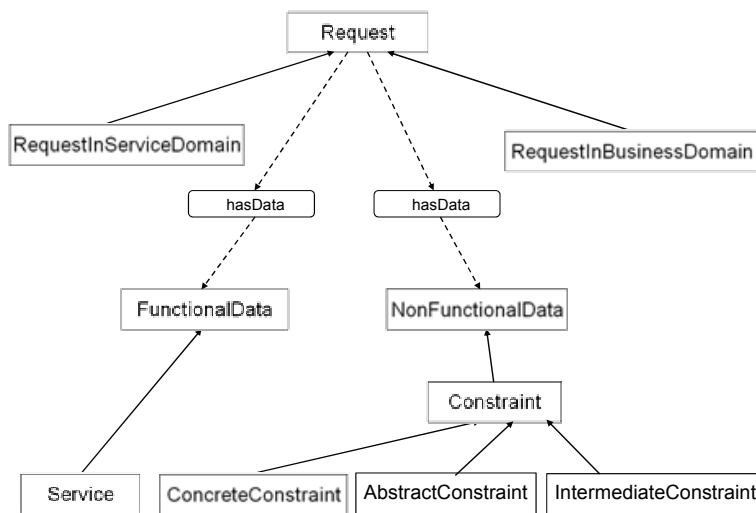 Request
RequestInServiceDomain
RequestInBusinessDomain
hasData
hasData
FunctionalData
NonFunctionalData
Constraint
Service
ConcreteConstraint
AbstractConstraint
IntermediateConstraint